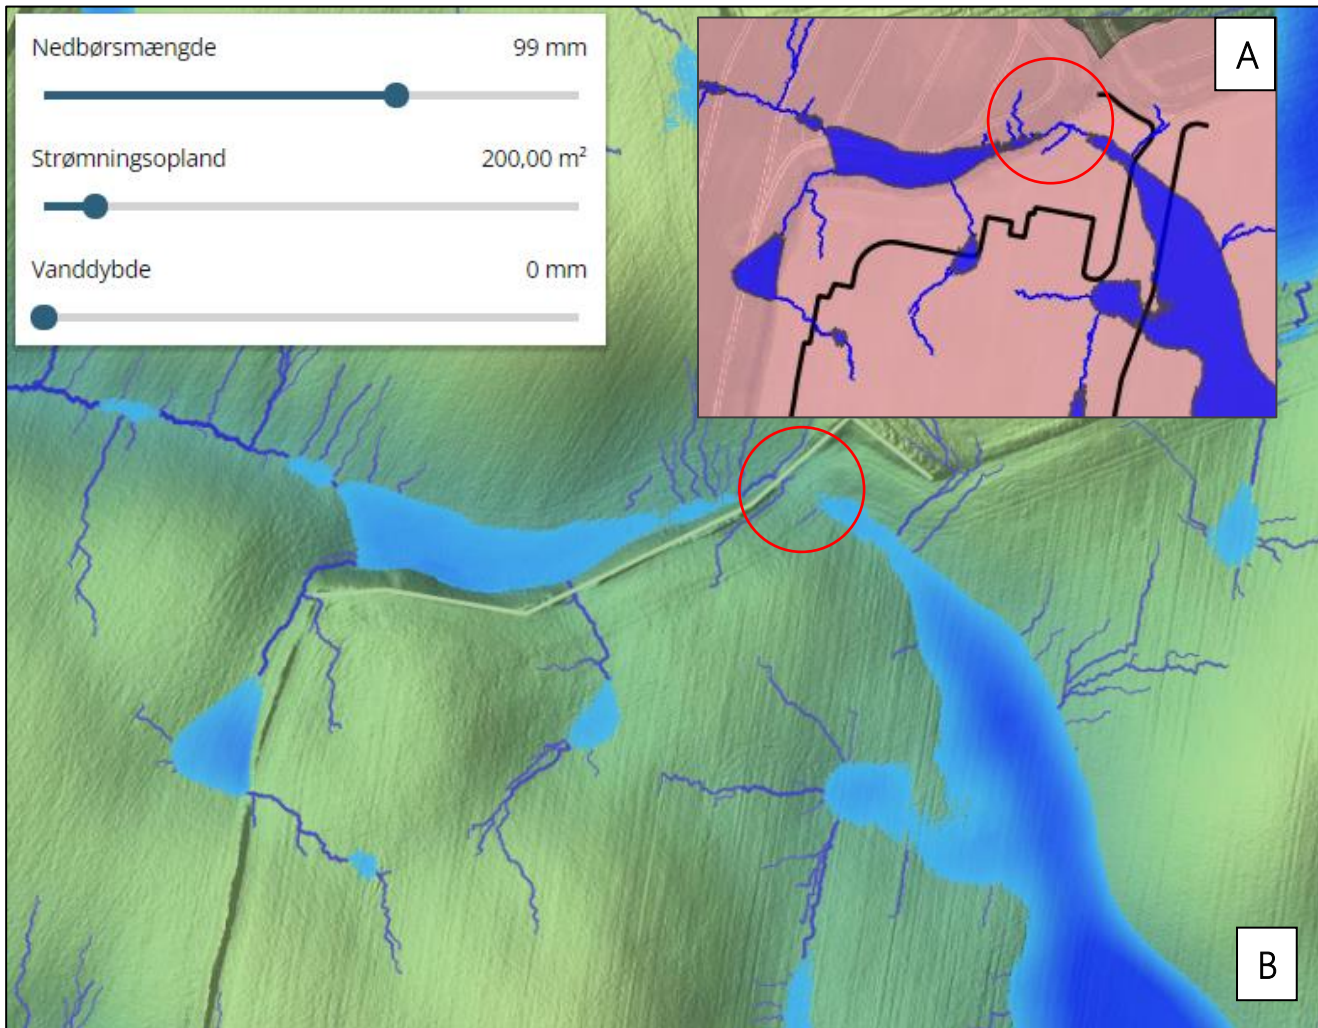 Nedbørsmængde 99 mm
Strømningsopland 200,00 m²
Vanddybde 0 mm
A
B